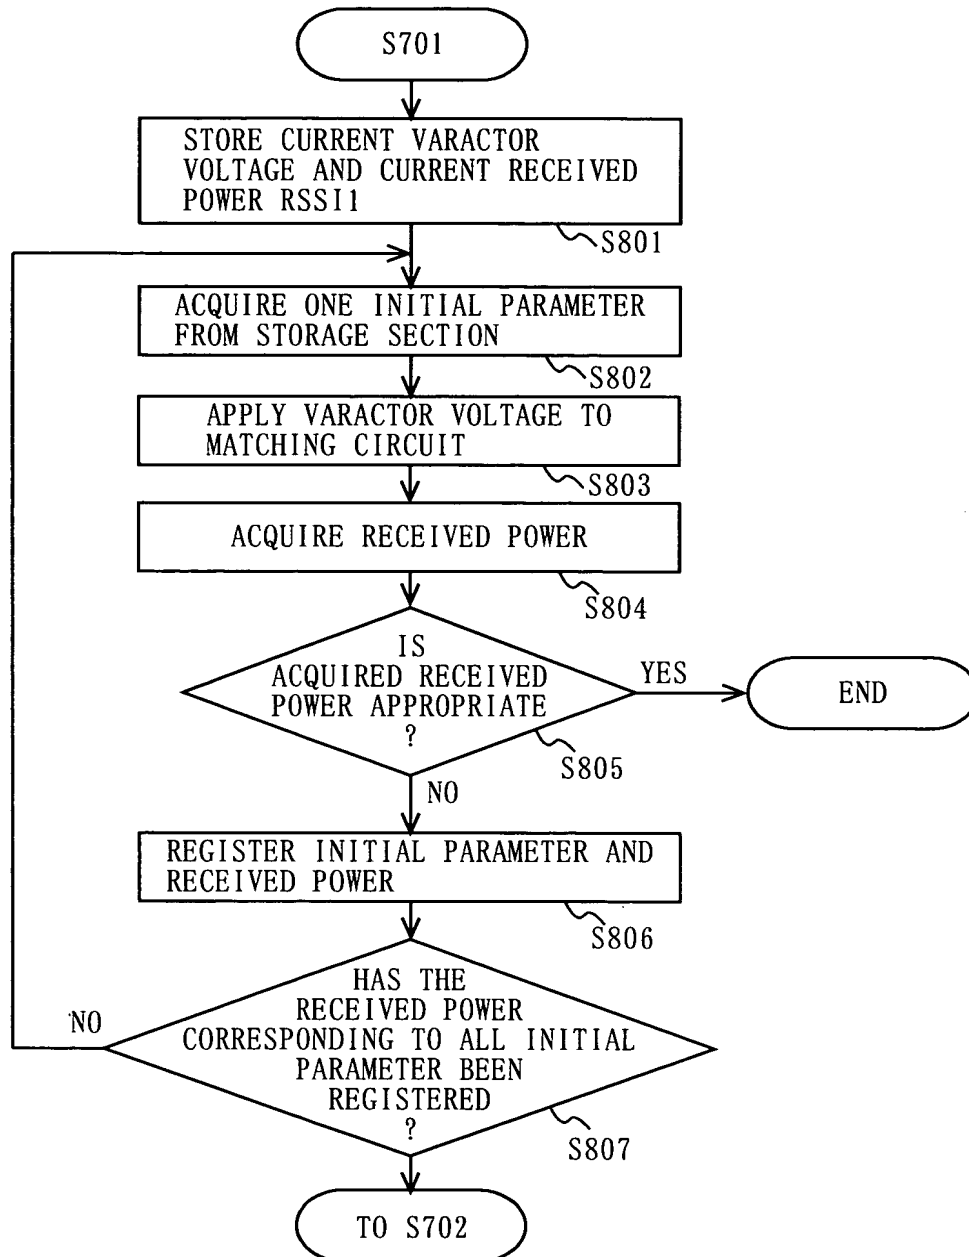 S701
STORE CURRENT VARACTOR
VOLTAGE AND CURRENT RECEIVED
POWER RSSI1
S801
ACQUIRE ONE INITIAL PARAMETER
FROM STORAGE SECTION
S802
APPLY VARACTOR VOLTAGE TO
MATCHING CIRCUIT
S803
ACQUIRE RECEIVED POWER
S804
IS
ACQUIRED RECEIVED
POWER APPROPRIATE
?
YES
END
S805
NO
REGISTER INITIAL PARAMETER AND
RECEIVED POWER
S806
HAS THE
RECEIVED POWER
CORRESPONDING TO ALL INITIAL
PARAMETER BEEN
REGISTERED
?
NO
S807
TO S702